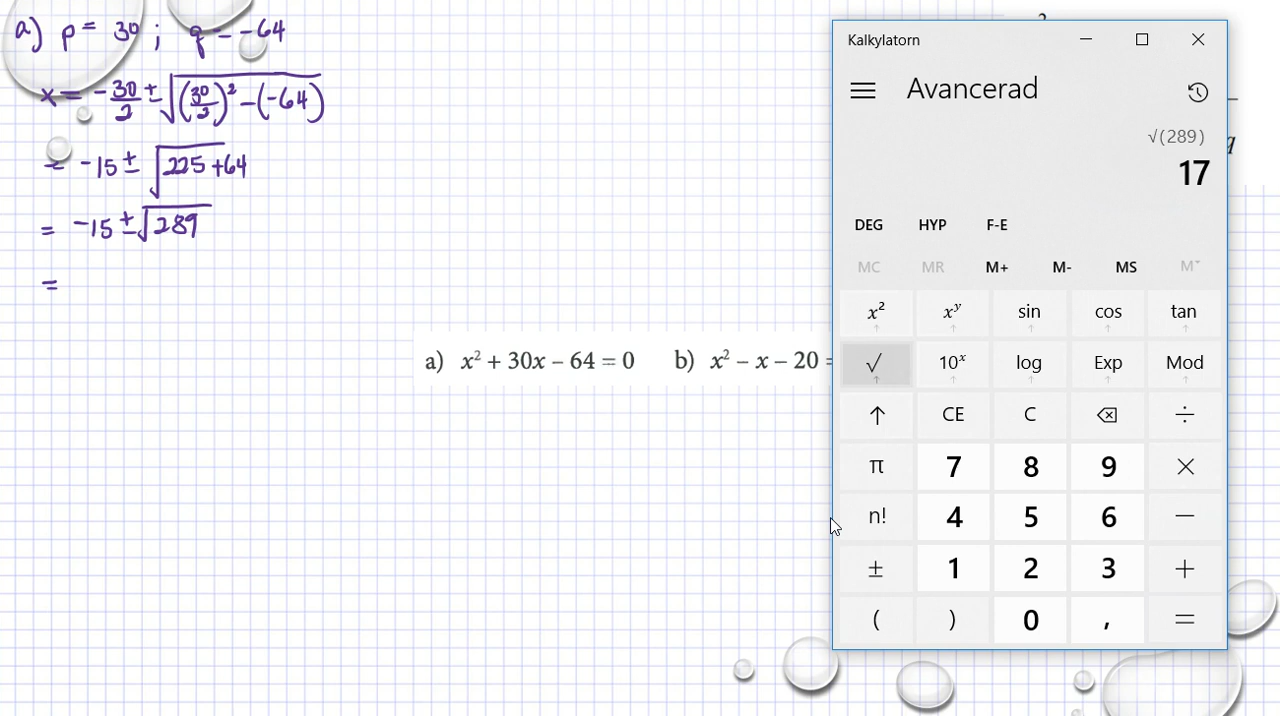 a) p = 30 ; q = -64
x = -30/2 ± √((30/2)² - (-64))
= -15 ± √(225 + 64)
= -15 ± √289
=
a) x² + 30x − 64 = 0 b) x² − x − 20 =
2
q
Kalkylatorn
Avancerad
√(289)
17
DEG HYP F-E
MC MR M+ M- MS M˅
x² xʸ sin cos tan
√ 10ˣ log Exp Mod
↑ CE C ⌫ ÷
π 7 8 9 ×
n! 4 5 6 −
± 1 2 3 +
( ) 0 , =